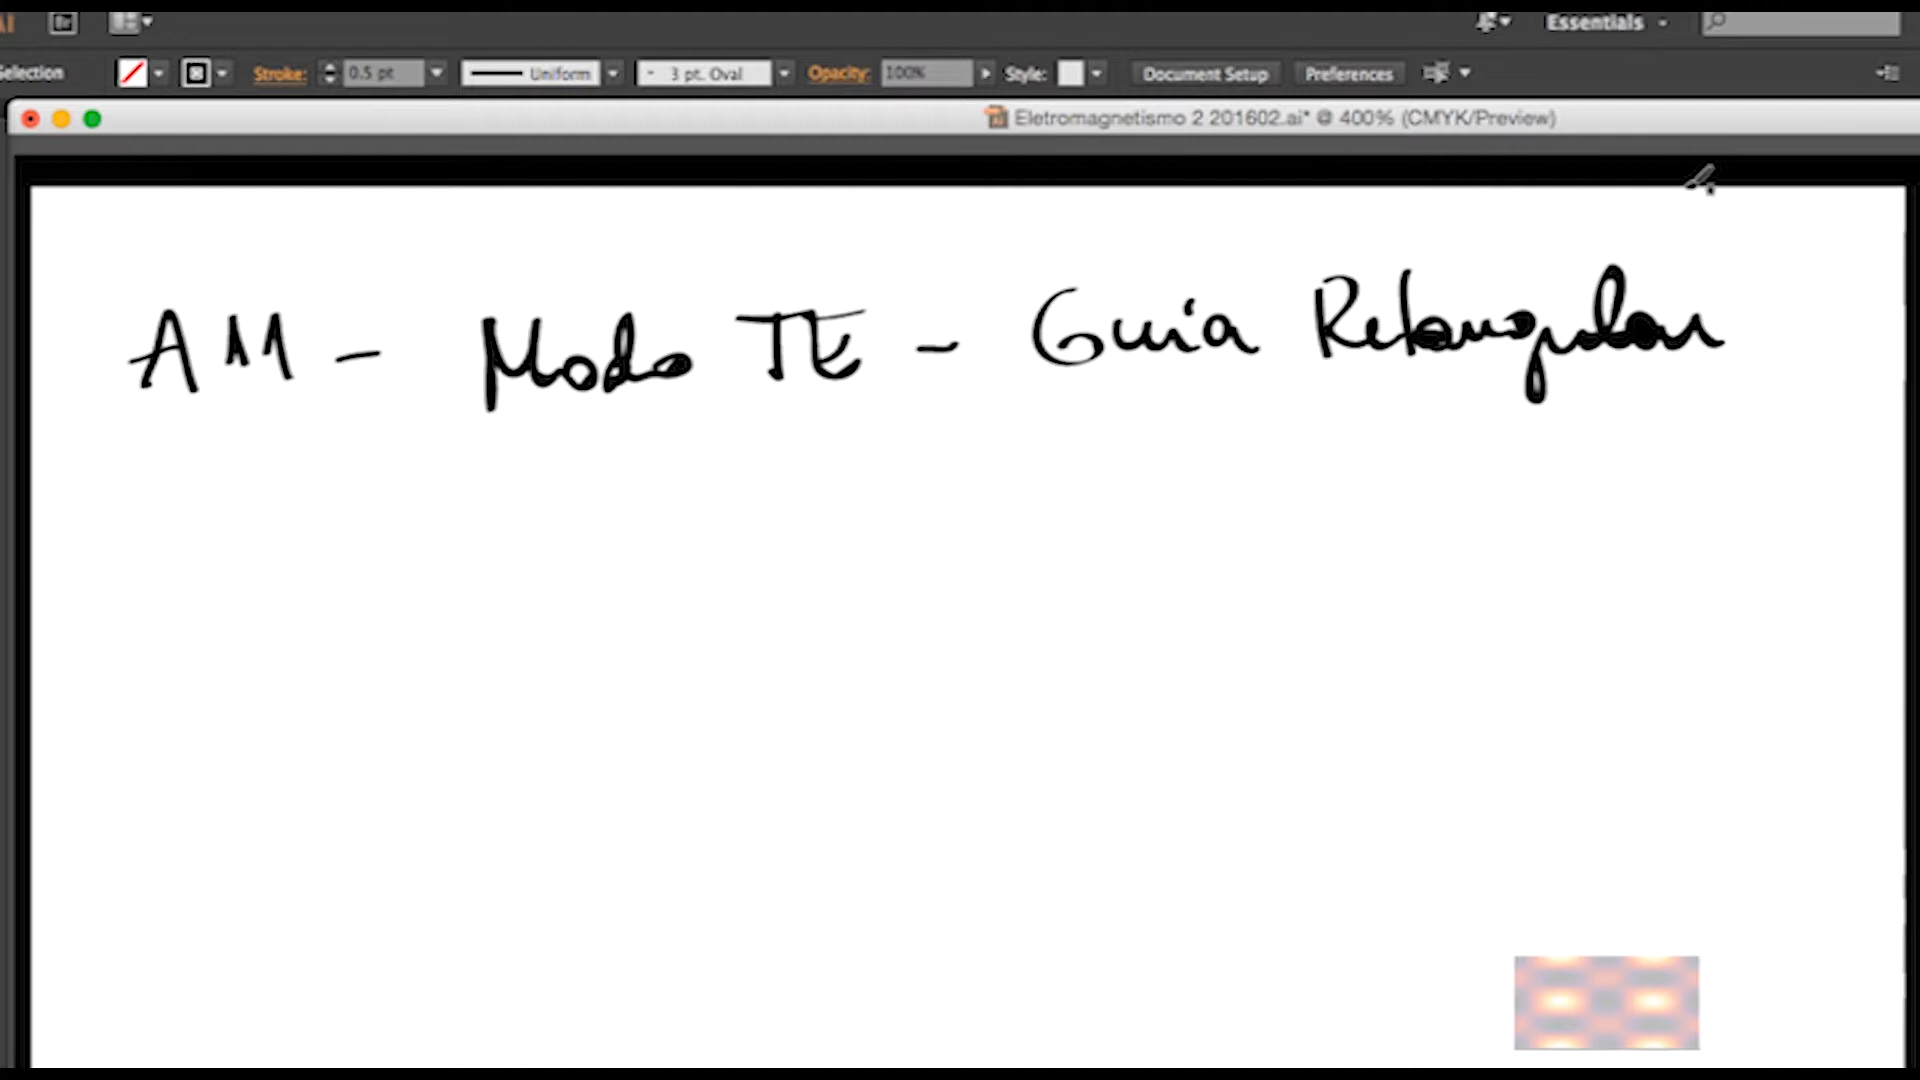 Essentials
Selection Stroke: 0.5 pt Uniform 3 pt. Oval Opacity: 100% Style: Document Setup Preferences
Eletromagnetismo 2 201602.ai* @ 400% (CMYK/Preview)
A11 - Modo TE - Guia Retangular